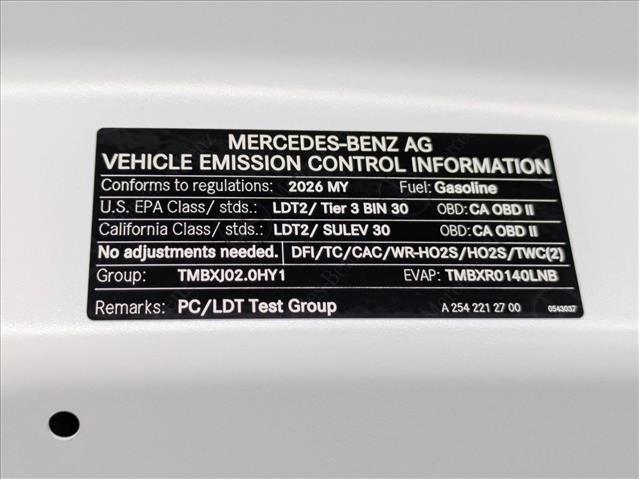 MERCEDES-BENZ AG
VEHICLE EMISSION CONTROL INFORMATION
Conforms to regulations: 2026 MY Fuel: Gasoline
U.S. EPA Class/ stds.: LDT2/ Tier 3 BIN 30 OBD: CA OBD II
California Class/ stds.: LDT2/ SULEV 30 OBD: CA OBD II
No adjustments needed. DFI/TC/CAC/WR-HO2S/HO2S/TWC(2)
Group: TMBXJ02.0HY1 EVAP: TMBXR0140LNB
Remarks: PC/LDT Test Group A 254 221 27 00 0543037